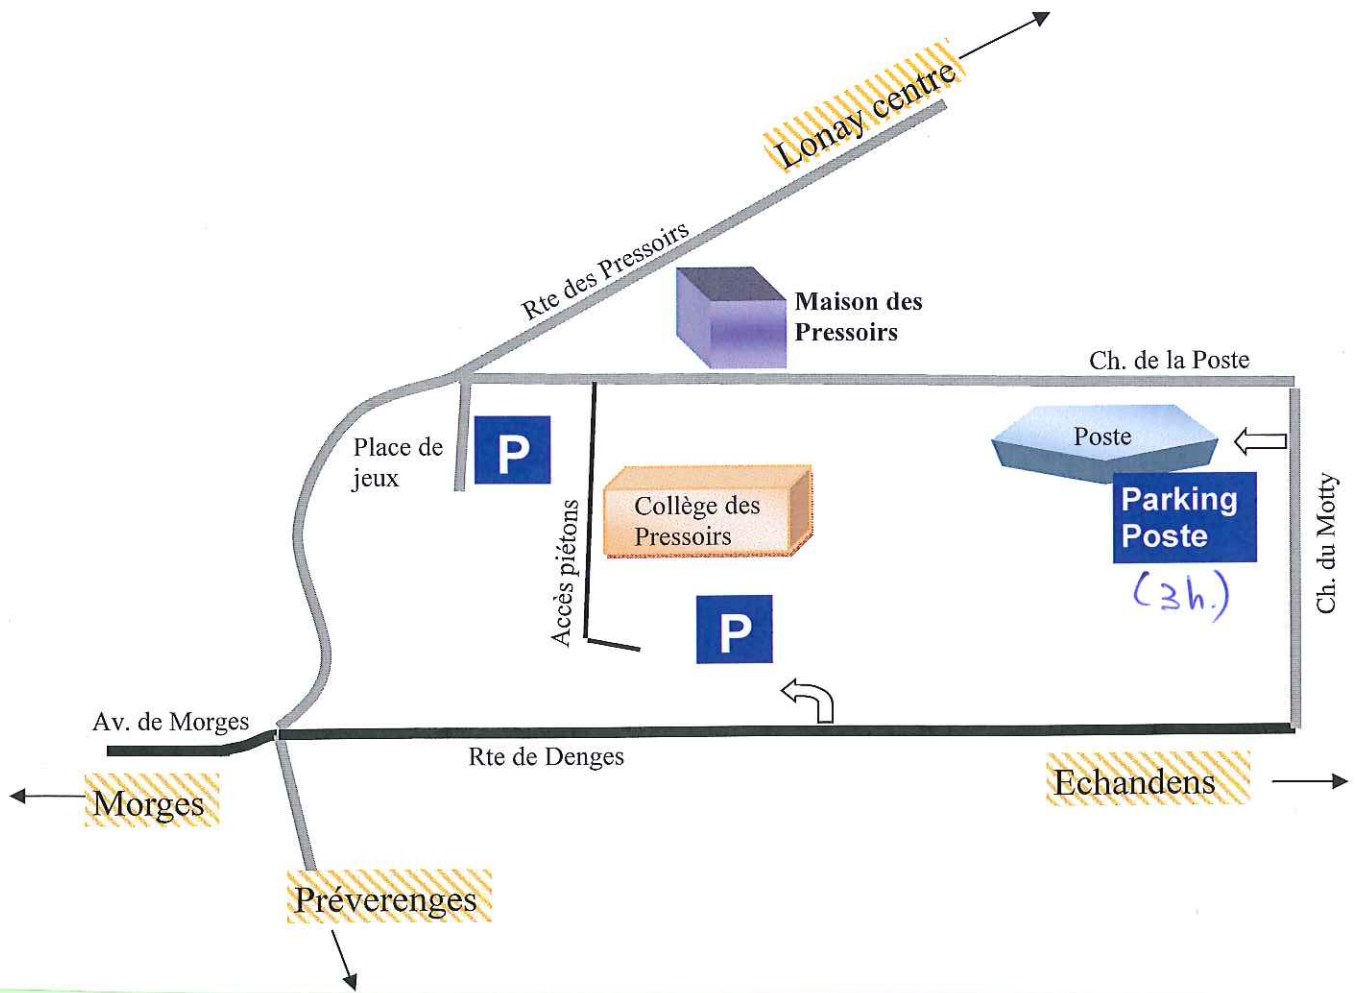 Lonay centre
Rte des Pressoirs
Maison des
Pressoirs
Ch. de la Poste
Place de
jeux
P
Poste
Collège des
Pressoirs
Parking
Poste
(3h.)
Ch. du Motty
Accès piétons
P
Av. de Morges
Rte de Denges
Morges
Echandens
Préverenges